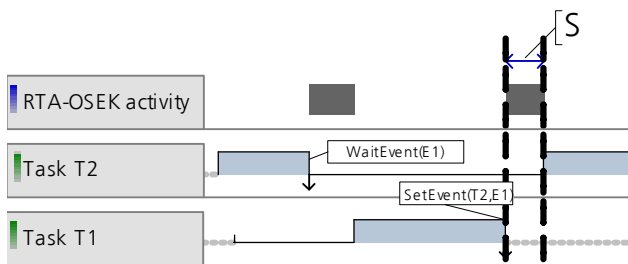 S
RTA-OSEK activity
WaitEvent(E1)
Task T2
SetEvent(T2,E1)
Task T1